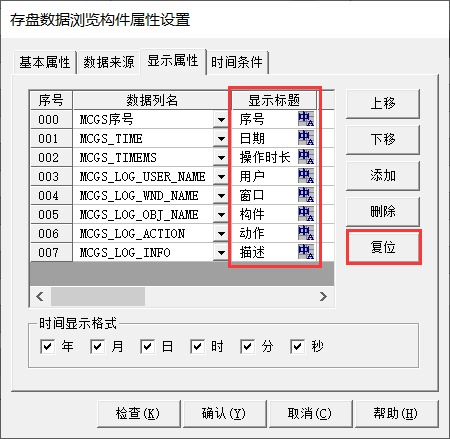 存盘数据浏览构件属性设置
基本属性 数据来源 显示属性 时间条件
序号 数据列名 显示标题
000 MCGS序号 序号
001 MCGS_TIME 日期
002 MCGS_TIMEMS 操作时长
003 MCGS_LOG_USER_NAME 用户
004 MCGS_LOG_WND_NAME 窗口
005 MCGS_LOG_OBJ_NAME 构件
006 MCGS_LOG_ACTION 动作
007 MCGS_LOG_INFO 描述
上移
下移
添加
删除
复位
时间显示格式
年 月 日 时 分 秒
检查(K) 确认(Y) 取消(C) 帮助(H)